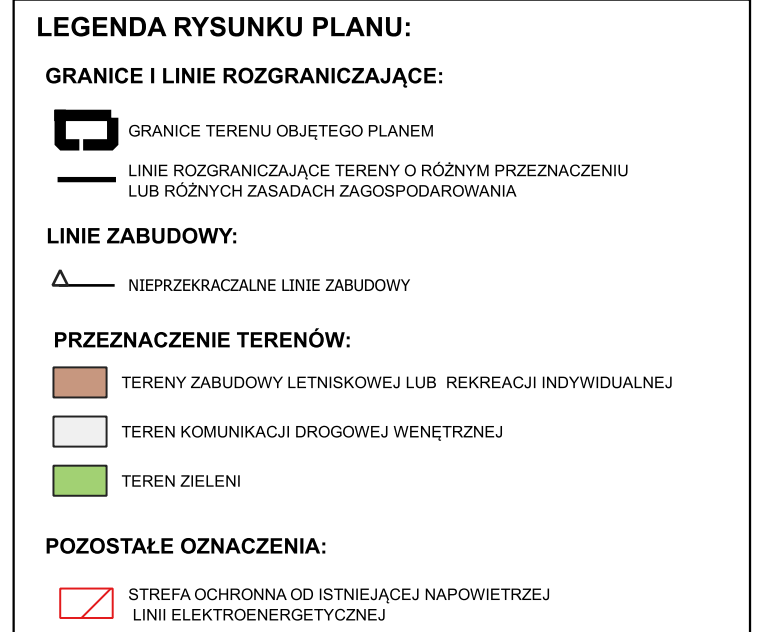 LEGENDA RYSUNKU PLANU:
GRANICE I LINIE ROZGRANICZAJĄCE:
GRANICE TERENU OBJĘTEGO PLANEM
LINIE ROZGRANICZAJĄCE TERENY O RÓŻNYM PRZEZNACZENIU
LUB RÓŻNYCH ZASADACH ZAGOSPODAROWANIA
LINIE ZABUDOWY:
NIEPRZEKRACZALNE LINIE ZABUDOWY
PRZEZNACZENIE TERENÓW:
TERENY ZABUDOWY LETNISKOWEJ LUB REKREACJI INDYWIDUALNEJ
TEREN KOMUNIKACJI DROGOWEJ WENĘTRZNEJ
TEREN ZIELENI
POZOSTAŁE OZNACZENIA:
STREFA OCHRONNA OD ISTNIEJĄCEJ NAPOWIETRZEJ
LINII ELEKTROENERGETYCZNEJ